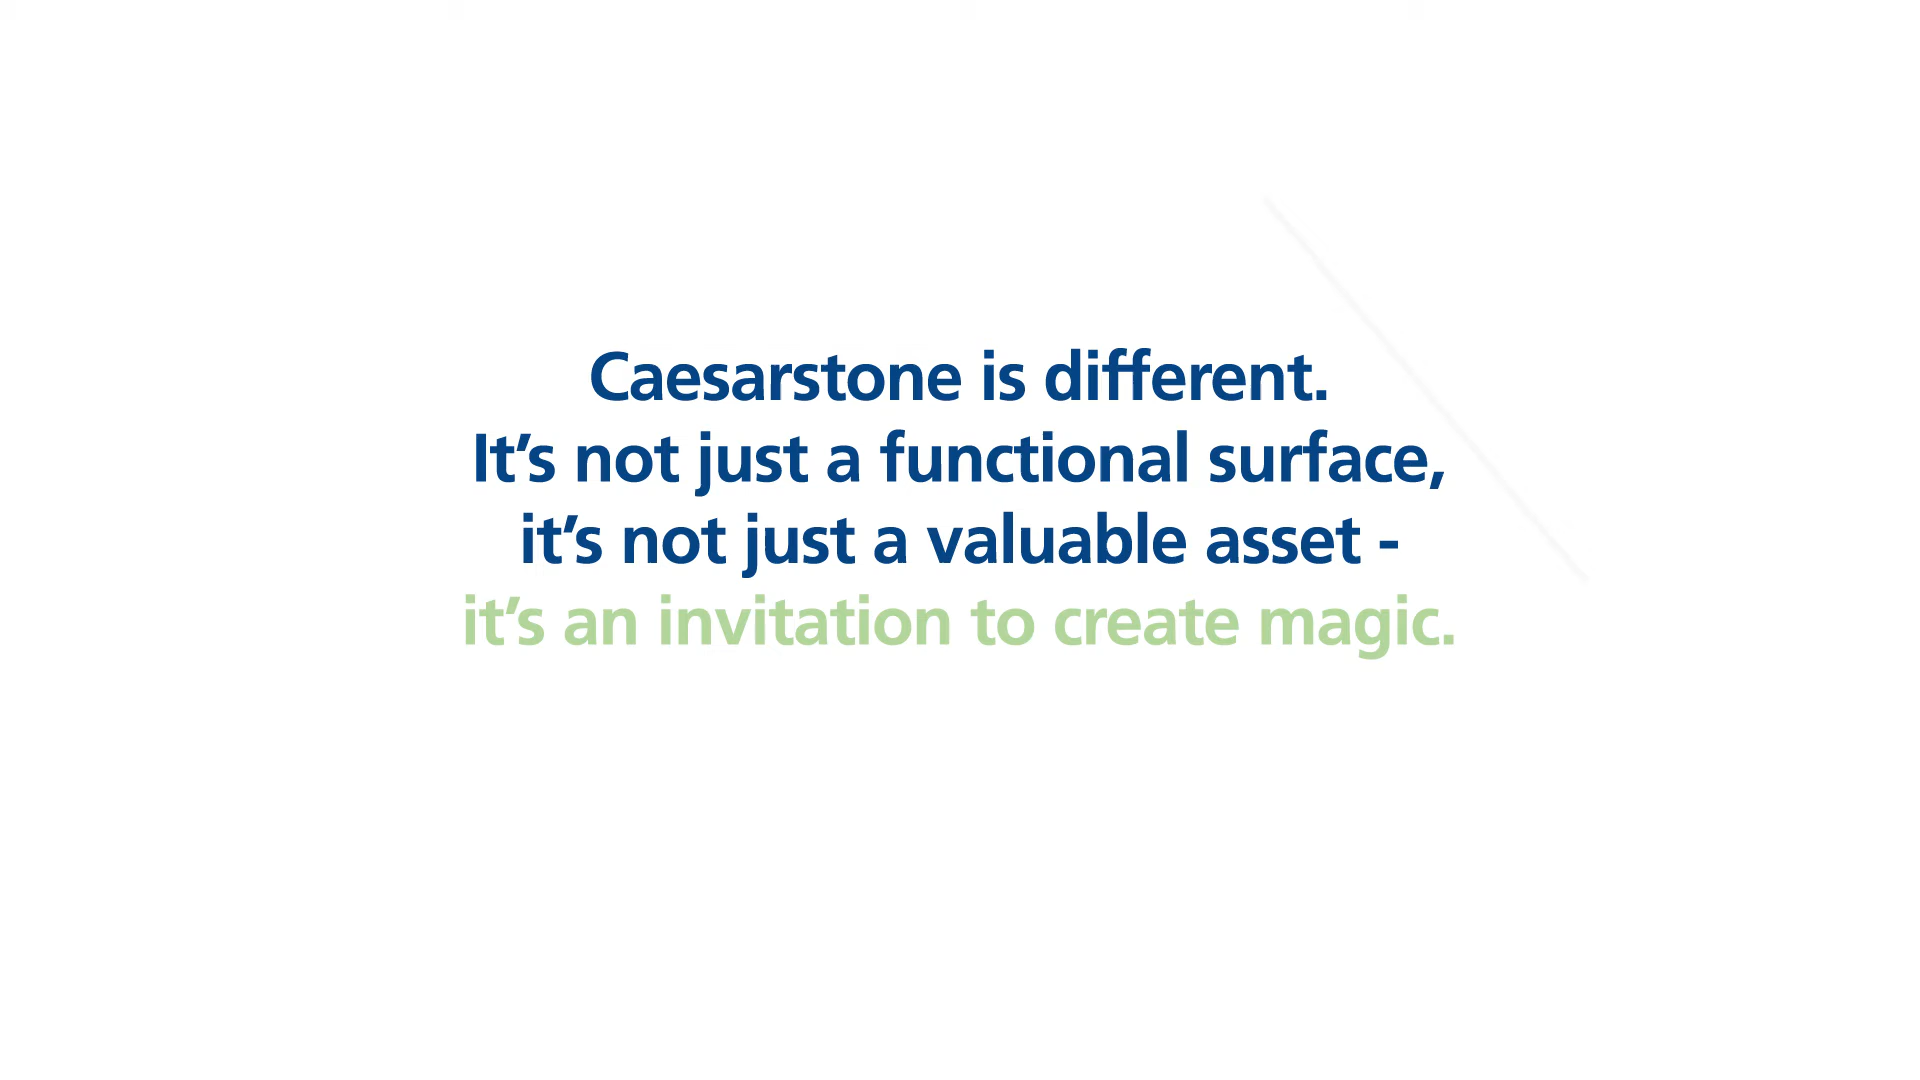 Caesarstone is different.
It’s not just a functional surface,
it’s not just a valuable asset -
it’s an invitation to create magic.